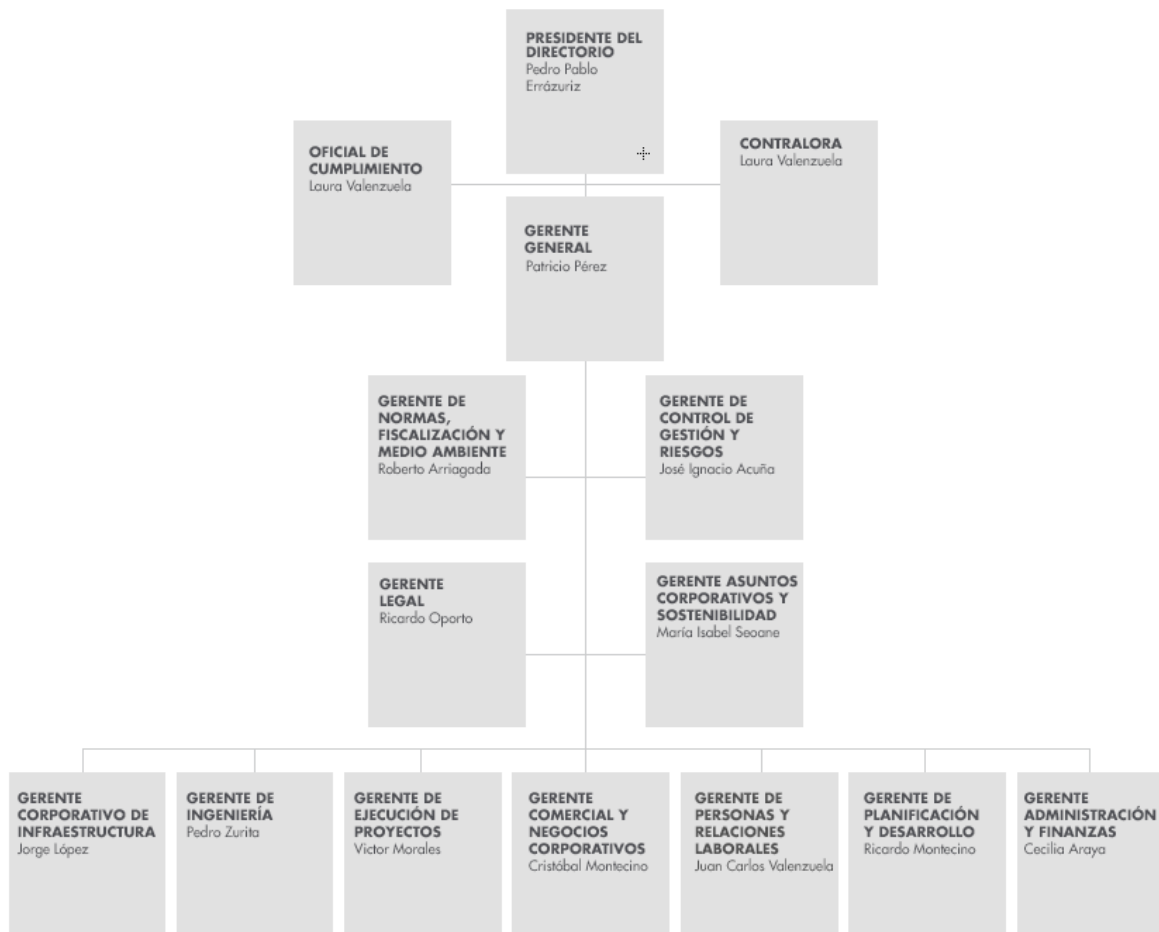 PRESIDENTE DEL
DIRECTORIO
Pedro Pablo
Errázuriz
OFICIAL DE
CUMPLIMIENTO
Laura Valenzuela
CONTRALORA
Laura Valenzuela
GERENTE
GENERAL
Patricio Pérez
GERENTE DE
NORMAS,
FISCALIZACIÓN Y
MEDIO AMBIENTE
Roberto Arriagada
GERENTE DE
CONTROL DE
GESTIÓN Y
RIESGOS
José Ignacio Acuña
GERENTE
LEGAL
Ricardo Oporto
GERENTE ASUNTOS
CORPORATIVOS Y
SOSTENIBILIDAD
María Isabel Seoane
GERENTE
CORPORATIVO DE
INFRAESTRUCTURA
Jorge López
GERENTE DE
INGENIERÍA
Pedro Zurita
GERENTE DE
EJECUCIÓN DE
PROYECTOS
Victor Morales
GERENTE
COMERCIAL Y
NEGOCIOS
CORPORATIVOS
Cristóbal Montecino
GERENTE DE
PERSONAS Y
RELACIONES
LABORALES
Juan Carlos Valenzuela
GERENTE DE
PLANIFICACIÓN
Y DESARROLLO
Ricardo Montecino
GERENTE
ADMINISTRACIÓN
Y FINANZAS
Cecilia Araya